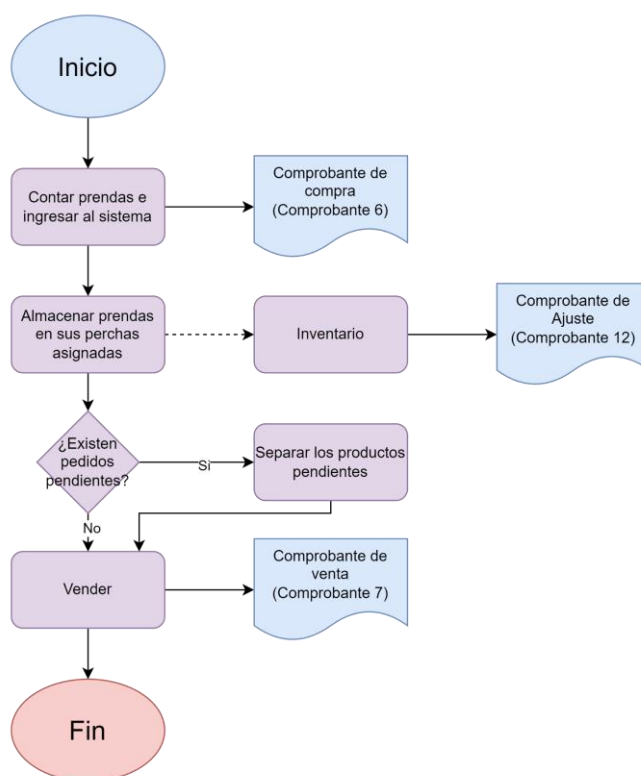 Inicio
Contar prendas e
ingresar al sistema
Comprobante de
compra
(Comprobante 6)
Almacenar prendas
en sus perchas
asignadas
Inventario
Comprobante de
Ajuste
(Comprobante 12)
¿Existen
pedidos
pendientes?
Si
Separar los productos
pendientes
No
Vender
Comprobante de
venta
(Comprobante 7)
Fin